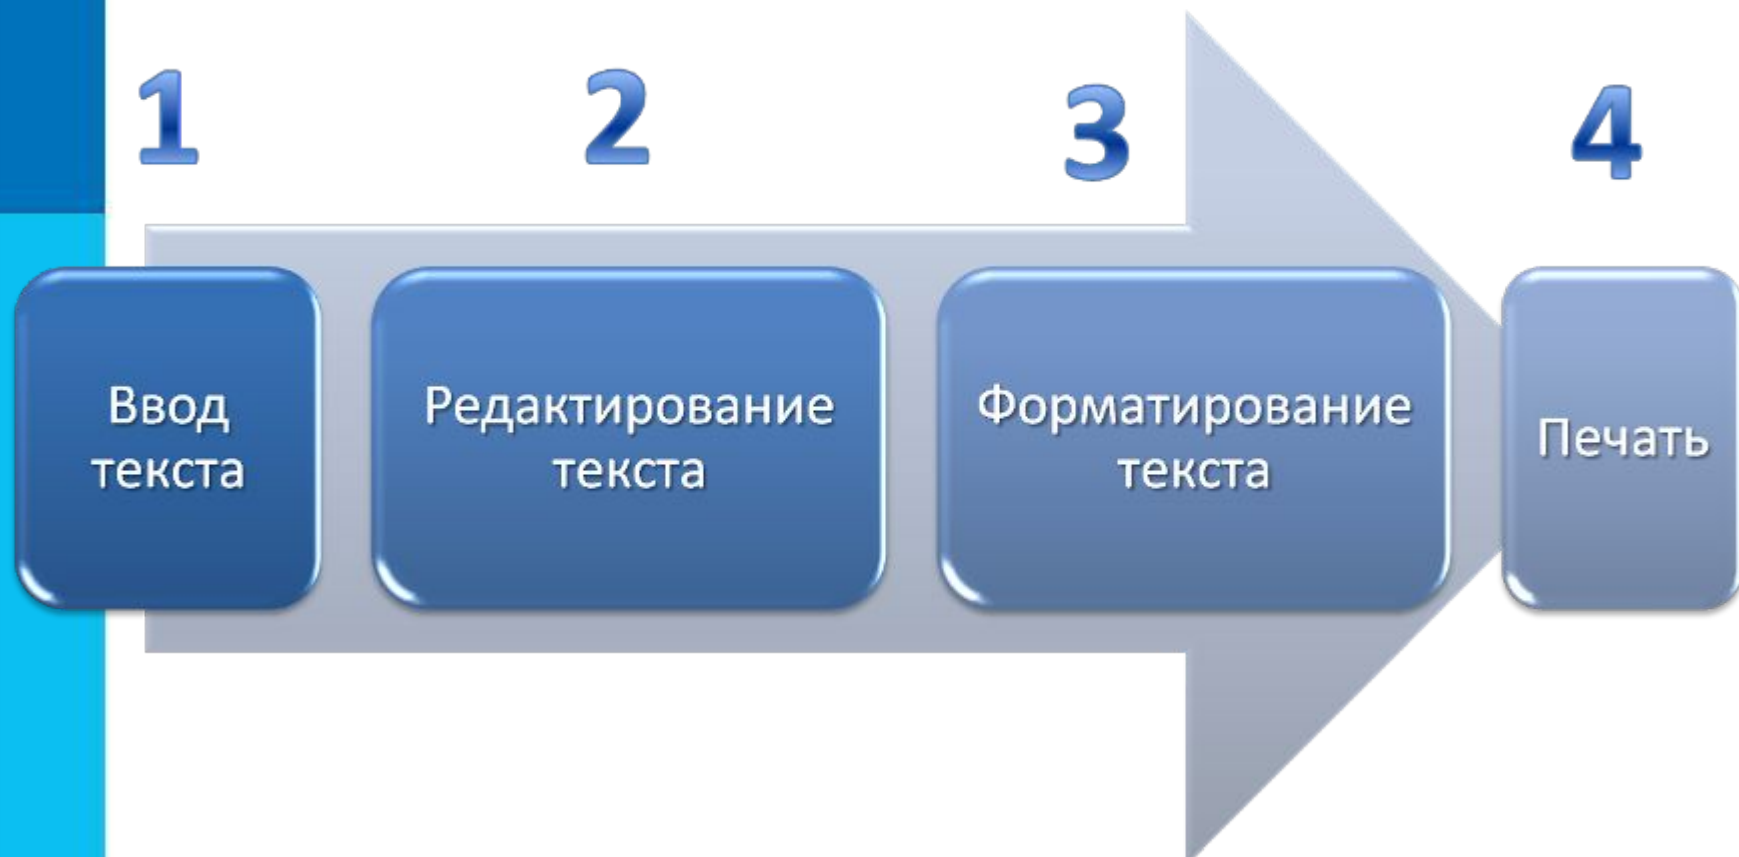 1
2
3
4
Ввод
текста
Редактирование
текста
Форматирование
текста
Печать